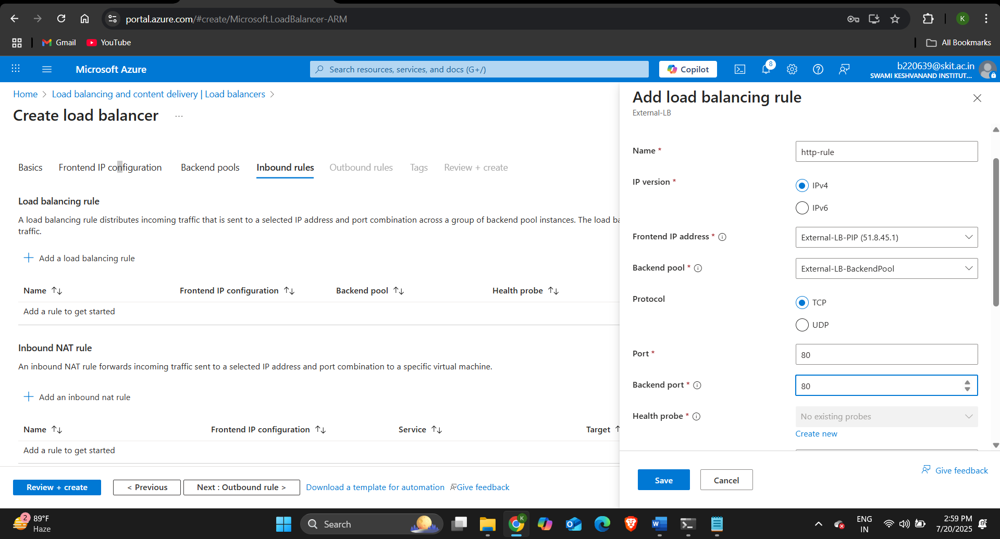 portal.azure.com/#create/Microsoft.LoadBalancer-ARM
K
Gmail
YouTube
All Bookmarks
Microsoft Azure
Search resources, services, and docs (G+/)
Copilot
8
b220639@skit.ac.in
SWAMI KESHVANAND INSTITUT...
Home > Load balancing and content delivery | Load balancers >
Create load balancer ...
Basics
Frontend IP configuration
Backend pools
Inbound rules
Outbound rules
Tags
Review + create
Load balancing rule
A load balancing rule distributes incoming traffic that is sent to a selected IP address and port combination across a group of backend pool instances. The load ba
traffic.
+ Add a load balancing rule
Name ↑↓
Frontend IP configuration ↑↓
Backend pool ↑↓
Health probe ↑↓
Add a rule to get started
Inbound NAT rule
An inbound NAT rule forwards incoming traffic sent to a selected IP address and port combination to a specific virtual machine.
+ Add an inbound nat rule
Name ↑↓
Frontend IP configuration ↑↓
Service ↑↓
Target ↑
Add a rule to get started
Review + create
< Previous
Next : Outbound rule >
Download a template for automation
Give feedback
Add load balancing rule
External-LB
Name *
http-rule
IP version *
IPv4
IPv6
Frontend IP address *
External-LB-PIP (51.8.45.1)
Backend pool *
External-LB-BackendPool
Protocol
TCP
UDP
Port *
80
Backend port *
80
Health probe *
No existing probes
Create new
Save
Cancel
Give feedback
2
89°F
Haze
Search
K
ENG
IN
2:59 PM
7/20/2025